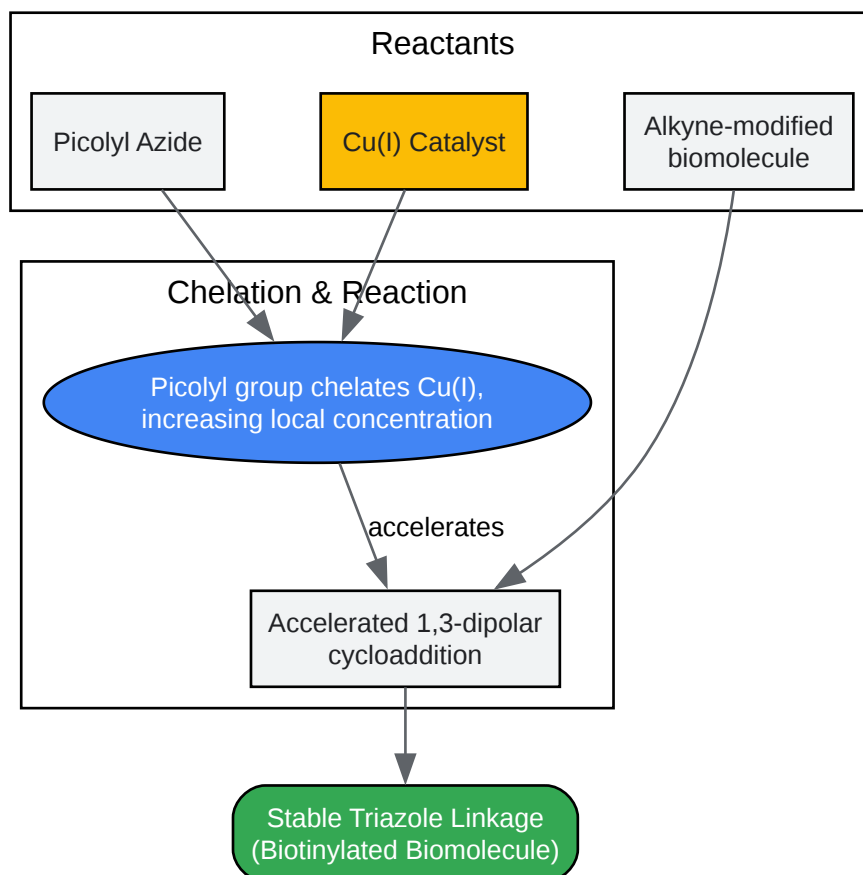 Reactants
Picolyl Azide
Cu(I) Catalyst
Alkyne-modified
biomolecule
Chelation & Reaction
Picolyl group chelates Cu(I),
increasing local concentration
accelerates
Accelerated 1,3-dipolar
cycloaddition
Stable Triazole Linkage
(Biotinylated Biomolecule)